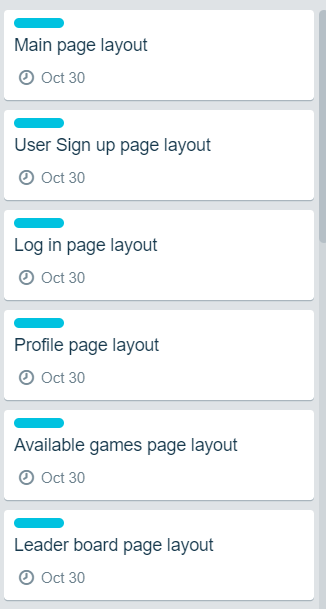 Main page layout
Oct 30
User Sign up page layout
Oct 30
Log in page layout
Oct 30
Profile page layout
Oct 30
Available games page layout
Oct 30
Leader board page layout
Oct 30